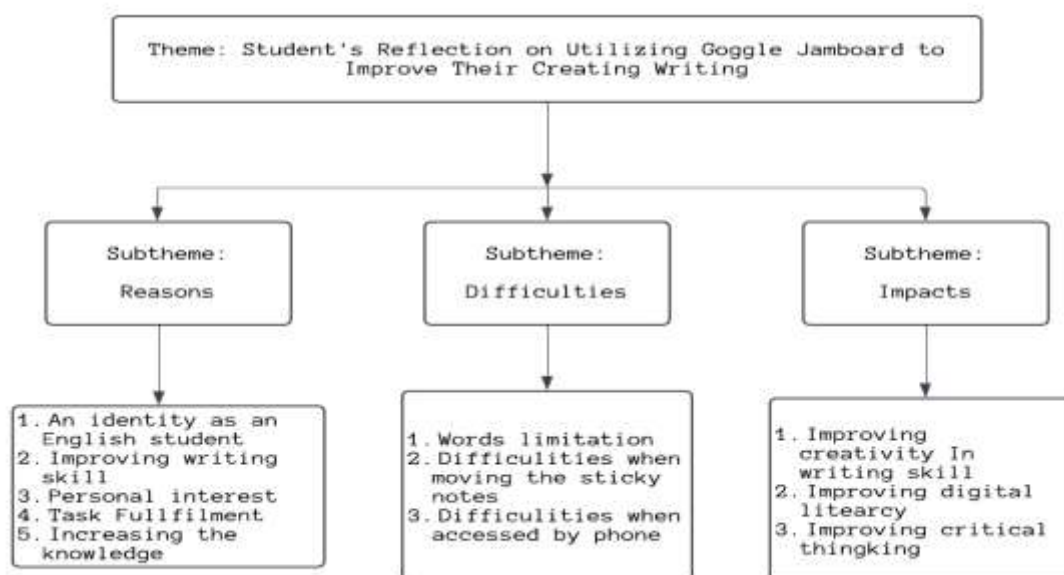 Theme: Student's Reflection on Utilizing Goggle Jamboard to
Improve Their Creating Writing
Subtheme:
Reasons
Subtheme:
Difficulties
Subtheme:
Impacts
1. An identity as an
English student
2. Improving writing
skill
3. Personal interest
4. Task Fullfilment
5. Increasing the
knowledge
1. Words limitation
2. Difficulities when
moving the sticky
notes
3. Difficulties when
accessed by phone
1. Improving
creativity In
writing skill
2. Improving digital
litearcy
3. Improving critical
thingking